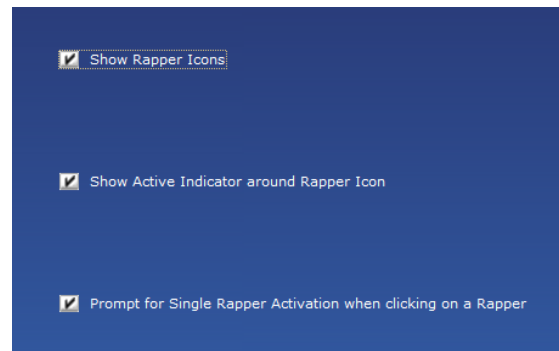 Show Rapper Icons
Show Active Indicator around Rapper Icon
Prompt for Single Rapper Activation when clicking on a Rapper